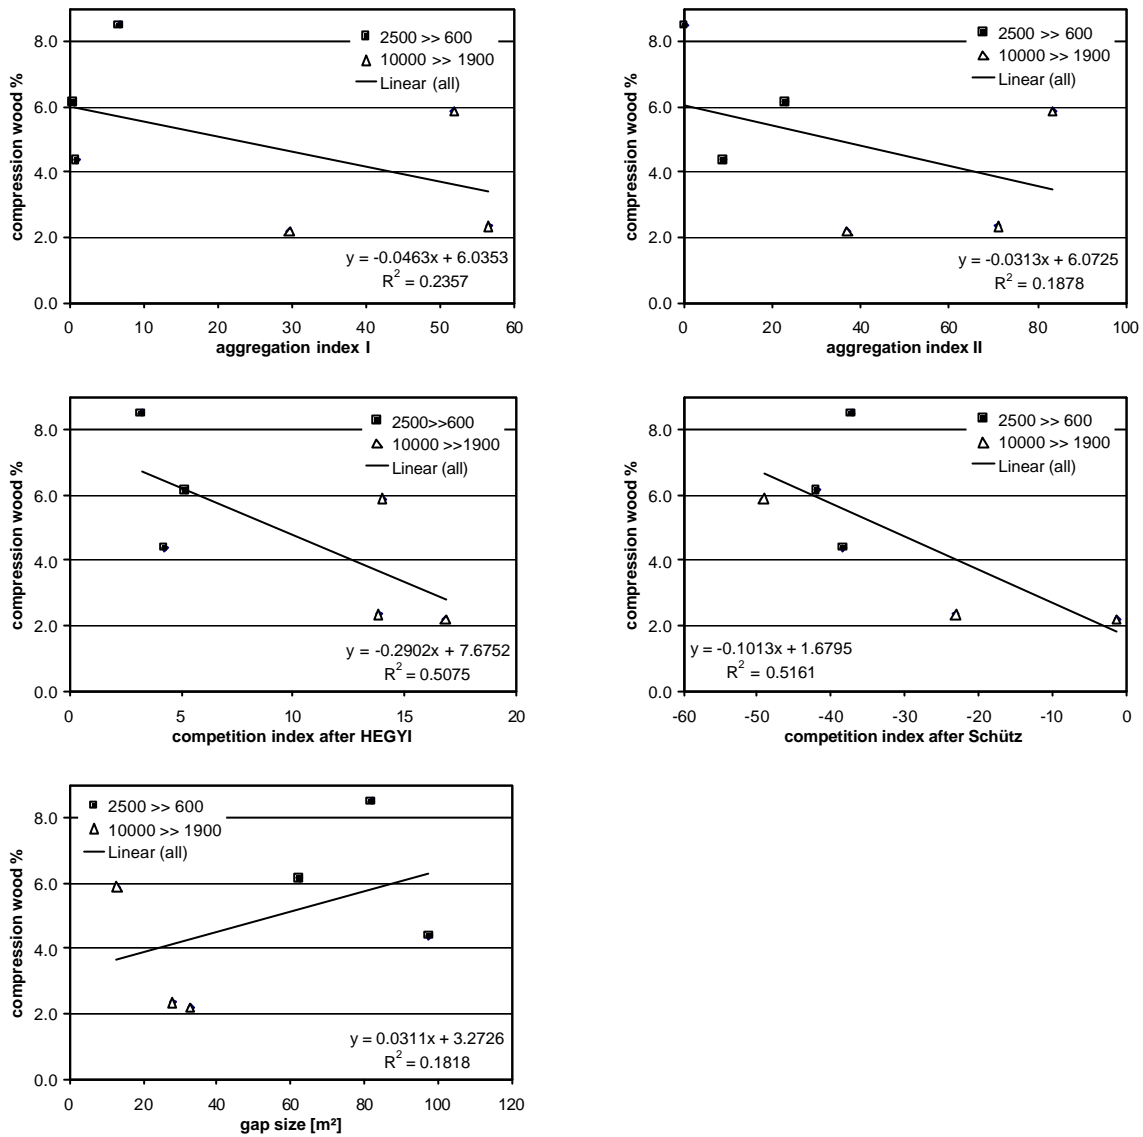 compression wood %
8.0
6.0
4.0
2.0
0.0
2500 >> 600
10000 >> 1900
Linear (all)
y = -0.0463x + 6.0353
R² = 0.2357
0 10 20 30 40 50 60
aggregation index I
compression wood %
8.0
6.0
4.0
2.0
0.0
2500 >> 600
10000 >> 1900
Linear (all)
y = -0.0313x + 6.0725
R² = 0.1878
0 20 40 60 80 100
aggregation index II
compression wood %
8.0
6.0
4.0
2.0
0.0
2500>>600
10000 >>1900
Linear (all)
y = -0.2902x + 7.6752
R² = 0.5075
0 5 10 15 20
competition index after HEGYI
compression wood %
8.0
6.0
4.0
2.0
0.0
2500 >> 600
10000 >> 1900
Linear (all)
y = -0.1013x + 1.6795
R² = 0.5161
-60 -50 -40 -30 -20 -10 0
competition index after Schütz
compression wood %
8.0
6.0
4.0
2.0
0.0
2500 >> 600
10000 >> 1900
Linear (all)
y = 0.0311x + 3.2726
R² = 0.1818
0 20 40 60 80 100 120
gap size [m²]